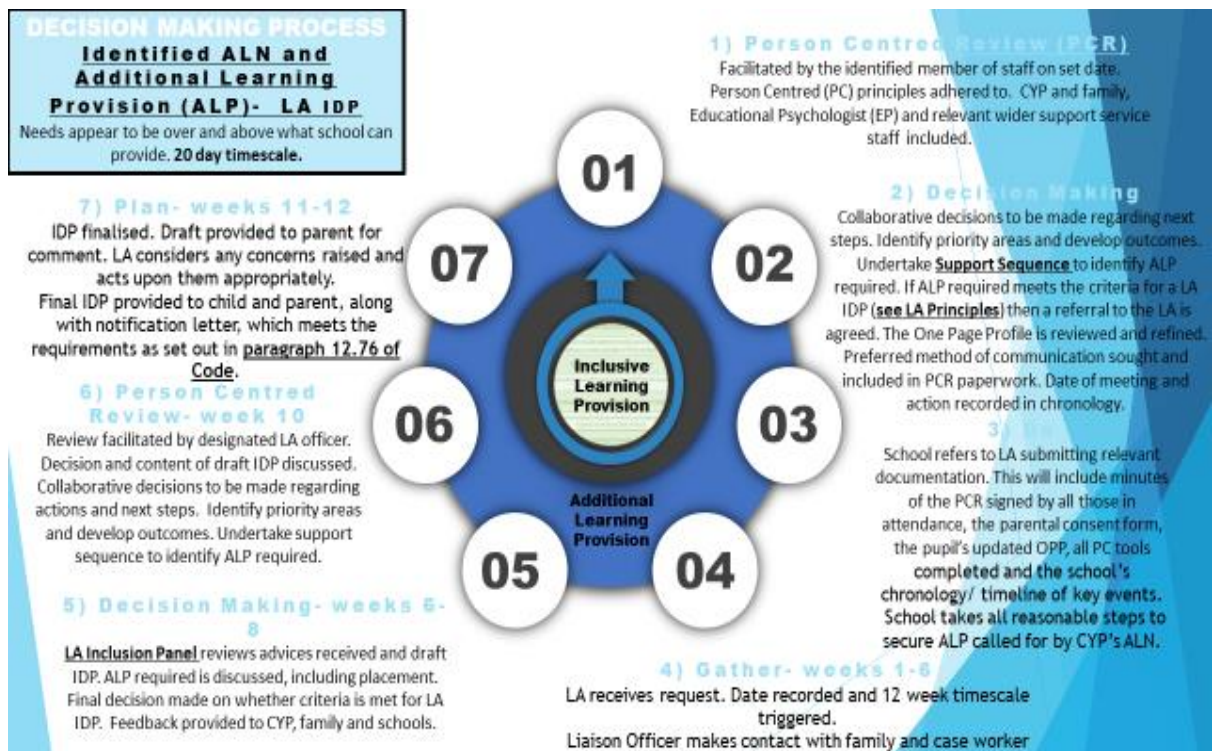 DECISION MAKING PROCESS
Identified ALN and
Additional Learning
Provision (ALP)- LA IDP
Needs appear to be over and above what school can
provide. 20 day timescale.
1) Person Centred Review (PCR)
Facilitated by the identified member of staff on set date.
Person Centred (PC) principles adhered to. CYP and family,
Educational Psychologist (EP) and relevant wider support service
staff included.
2) Decision Making
Collaborative decisions to be made regarding next
steps. Identify priority areas and develop outcomes.
Undertake Support Sequence to identify ALP
required. If ALP required meets the criteria for a LA
IDP (see LA Principles) then a referral to the LA is
agreed. The One Page Profile is reviewed and refined.
Preferred method of communication sought and
included in PCR paperwork. Date of meeting and
action recorded in chronology.
3)
School refers to LA submitting relevant
documentation. This will include minutes
of the PCR signed by all those in
attendance, the parental consent form,
the pupil's updated OPP, all PC tools
completed and the school's
chronology/ timeline of key events.
School takes all reasonable steps to
secure ALP called for by CYP's ALN.
4) Gather- weeks 1-6
LA receives request. Date recorded and 12 week timescale
triggered.
Liaison Officer makes contact with family and case worker
5) Decision Making- weeks 6-
8
LA Inclusion Panel reviews advices received and draft
IDP. ALP required is discussed, including placement.
Final decision made on whether criteria is met for LA
IDP. Feedback provided to CYP, family and schools.
6) Person Centred
Review- week 10
Review facilitated by designated LA officer.
Decision and content of draft IDP discussed.
Collaborative decisions to be made regarding
actions and next steps. Identify priority areas
and develop outcomes. Undertake support
sequence to identify ALP required.
7) Plan- weeks 11-12
IDP finalised. Draft provided to parent for
comment. LA considers any concerns raised and
acts upon them appropriately.
Final IDP provided to child and parent, along
with notification letter, which meets the
requirements as set out in paragraph 12.76 of
Code.
01
02
03
04
05
06
07
Inclusive
Learning
Provision
Additional
Learning
Provision